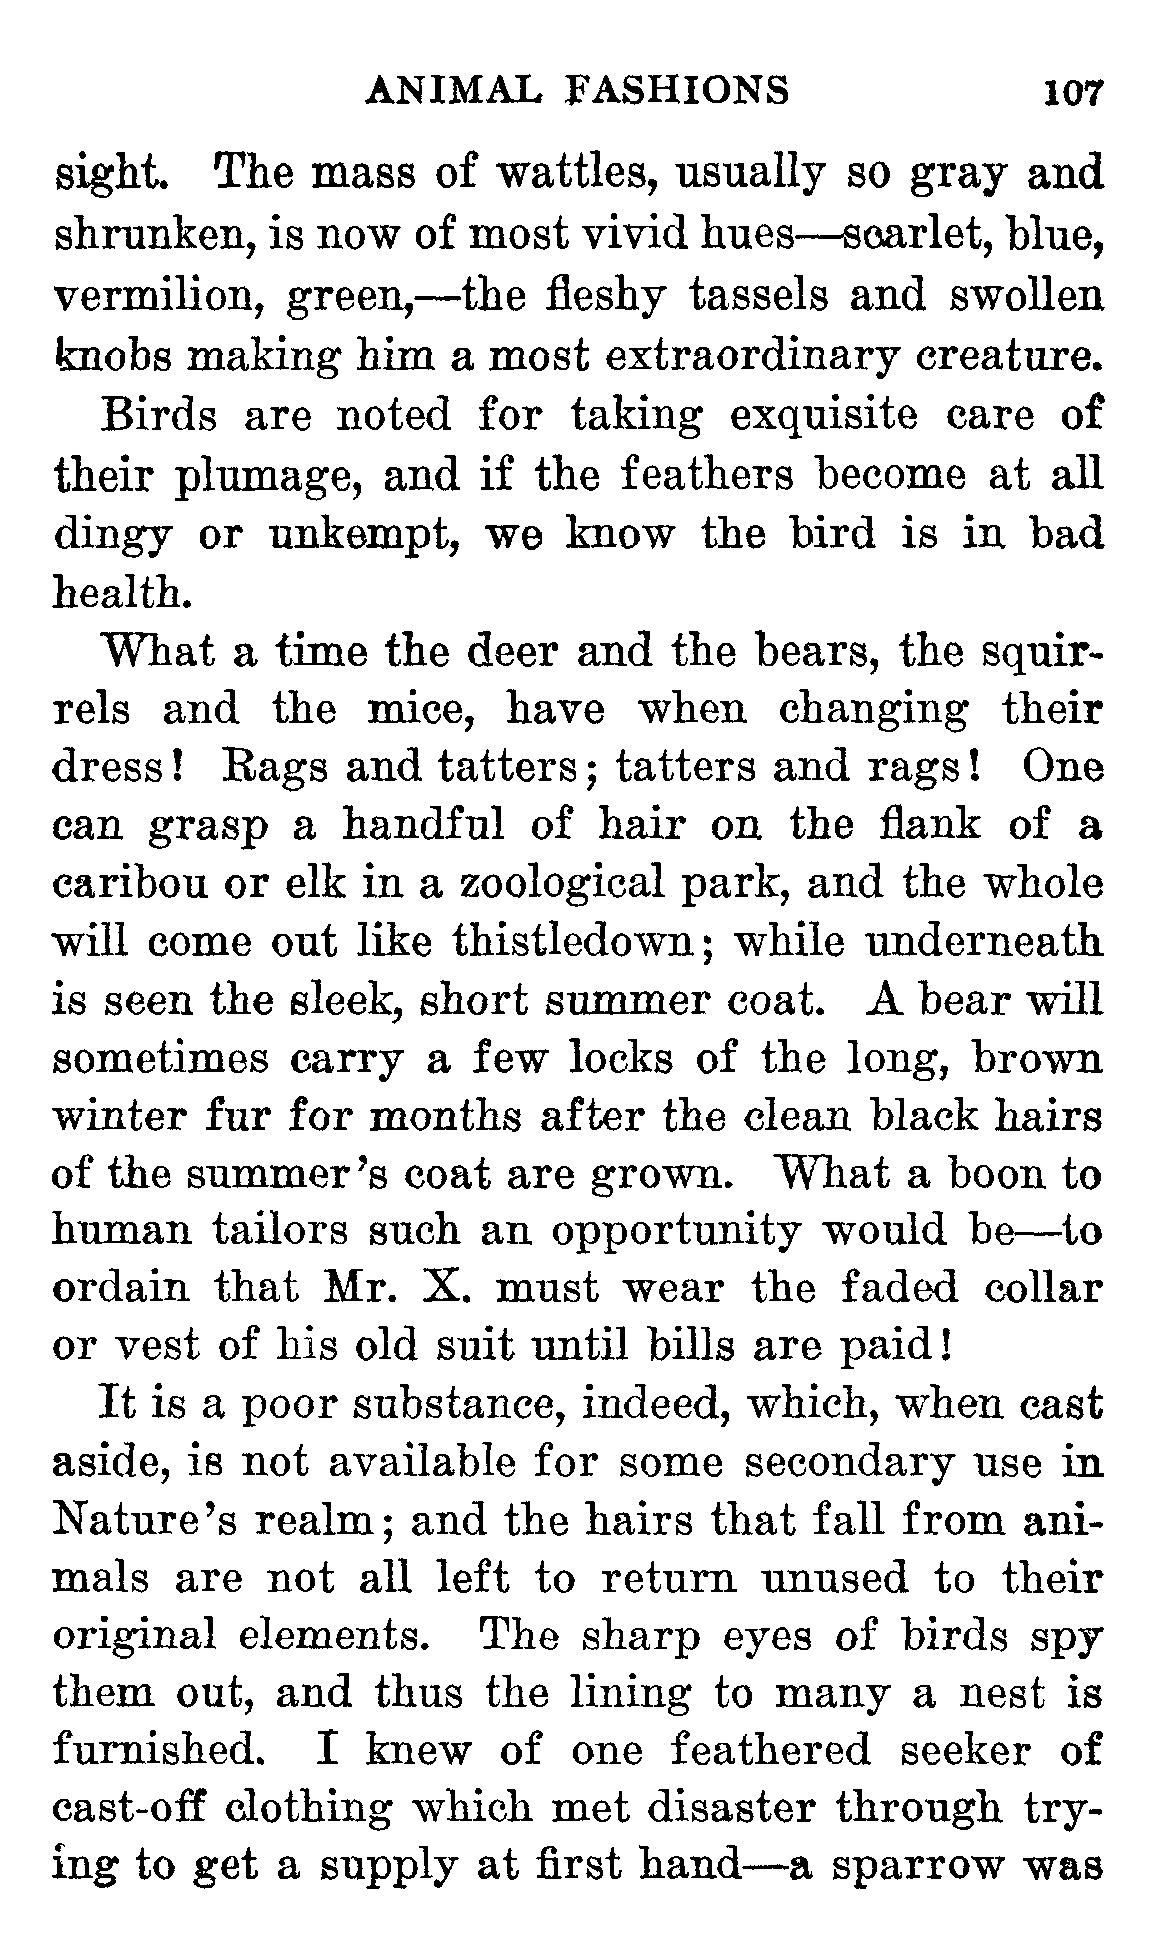 ANIMAL FASHIONS 107
sight. The mass of wattles, usually so gray and
shrunken, is now of most vivid hues—scarlet, blue,
vermilion, green,—the fleshy tassels and swollen
knobs making him a most extraordinary creature.
Birds are noted for taking exquisite care of
their plumage, and if the feathers become at all
dingy or unkempt, we know the bird is in bad
health.
What a time the deer and the bears, the squir-
rels and the mice, have when changing their
dress! Rags and tatters; tatters and rags! One
can grasp a handful of hair on the flank of a
caribou or elk in a zoological park, and the whole
will come out like thistledown; while underneath
is seen the sleek, short summer coat. A bear will
sometimes carry a few locks of the long, brown
winter fur for months after the clean black hairs
of the summer's coat are grown. What a boon to
human tailors such an opportunity would be—to
ordain that Mr. X. must wear the faded collar
or vest of his old suit until bills are paid!
It is a poor substance, indeed, which, when cast
aside, is not available for some secondary use in
Nature's realm; and the hairs that fall from ani-
mals are not all left to return unused to their
original elements. The sharp eyes of birds spy
them out, and thus the lining to many a nest is
furnished. I knew of one feathered seeker of
cast-off clothing which met disaster through try-
ing to get a supply at first hand—a sparrow was